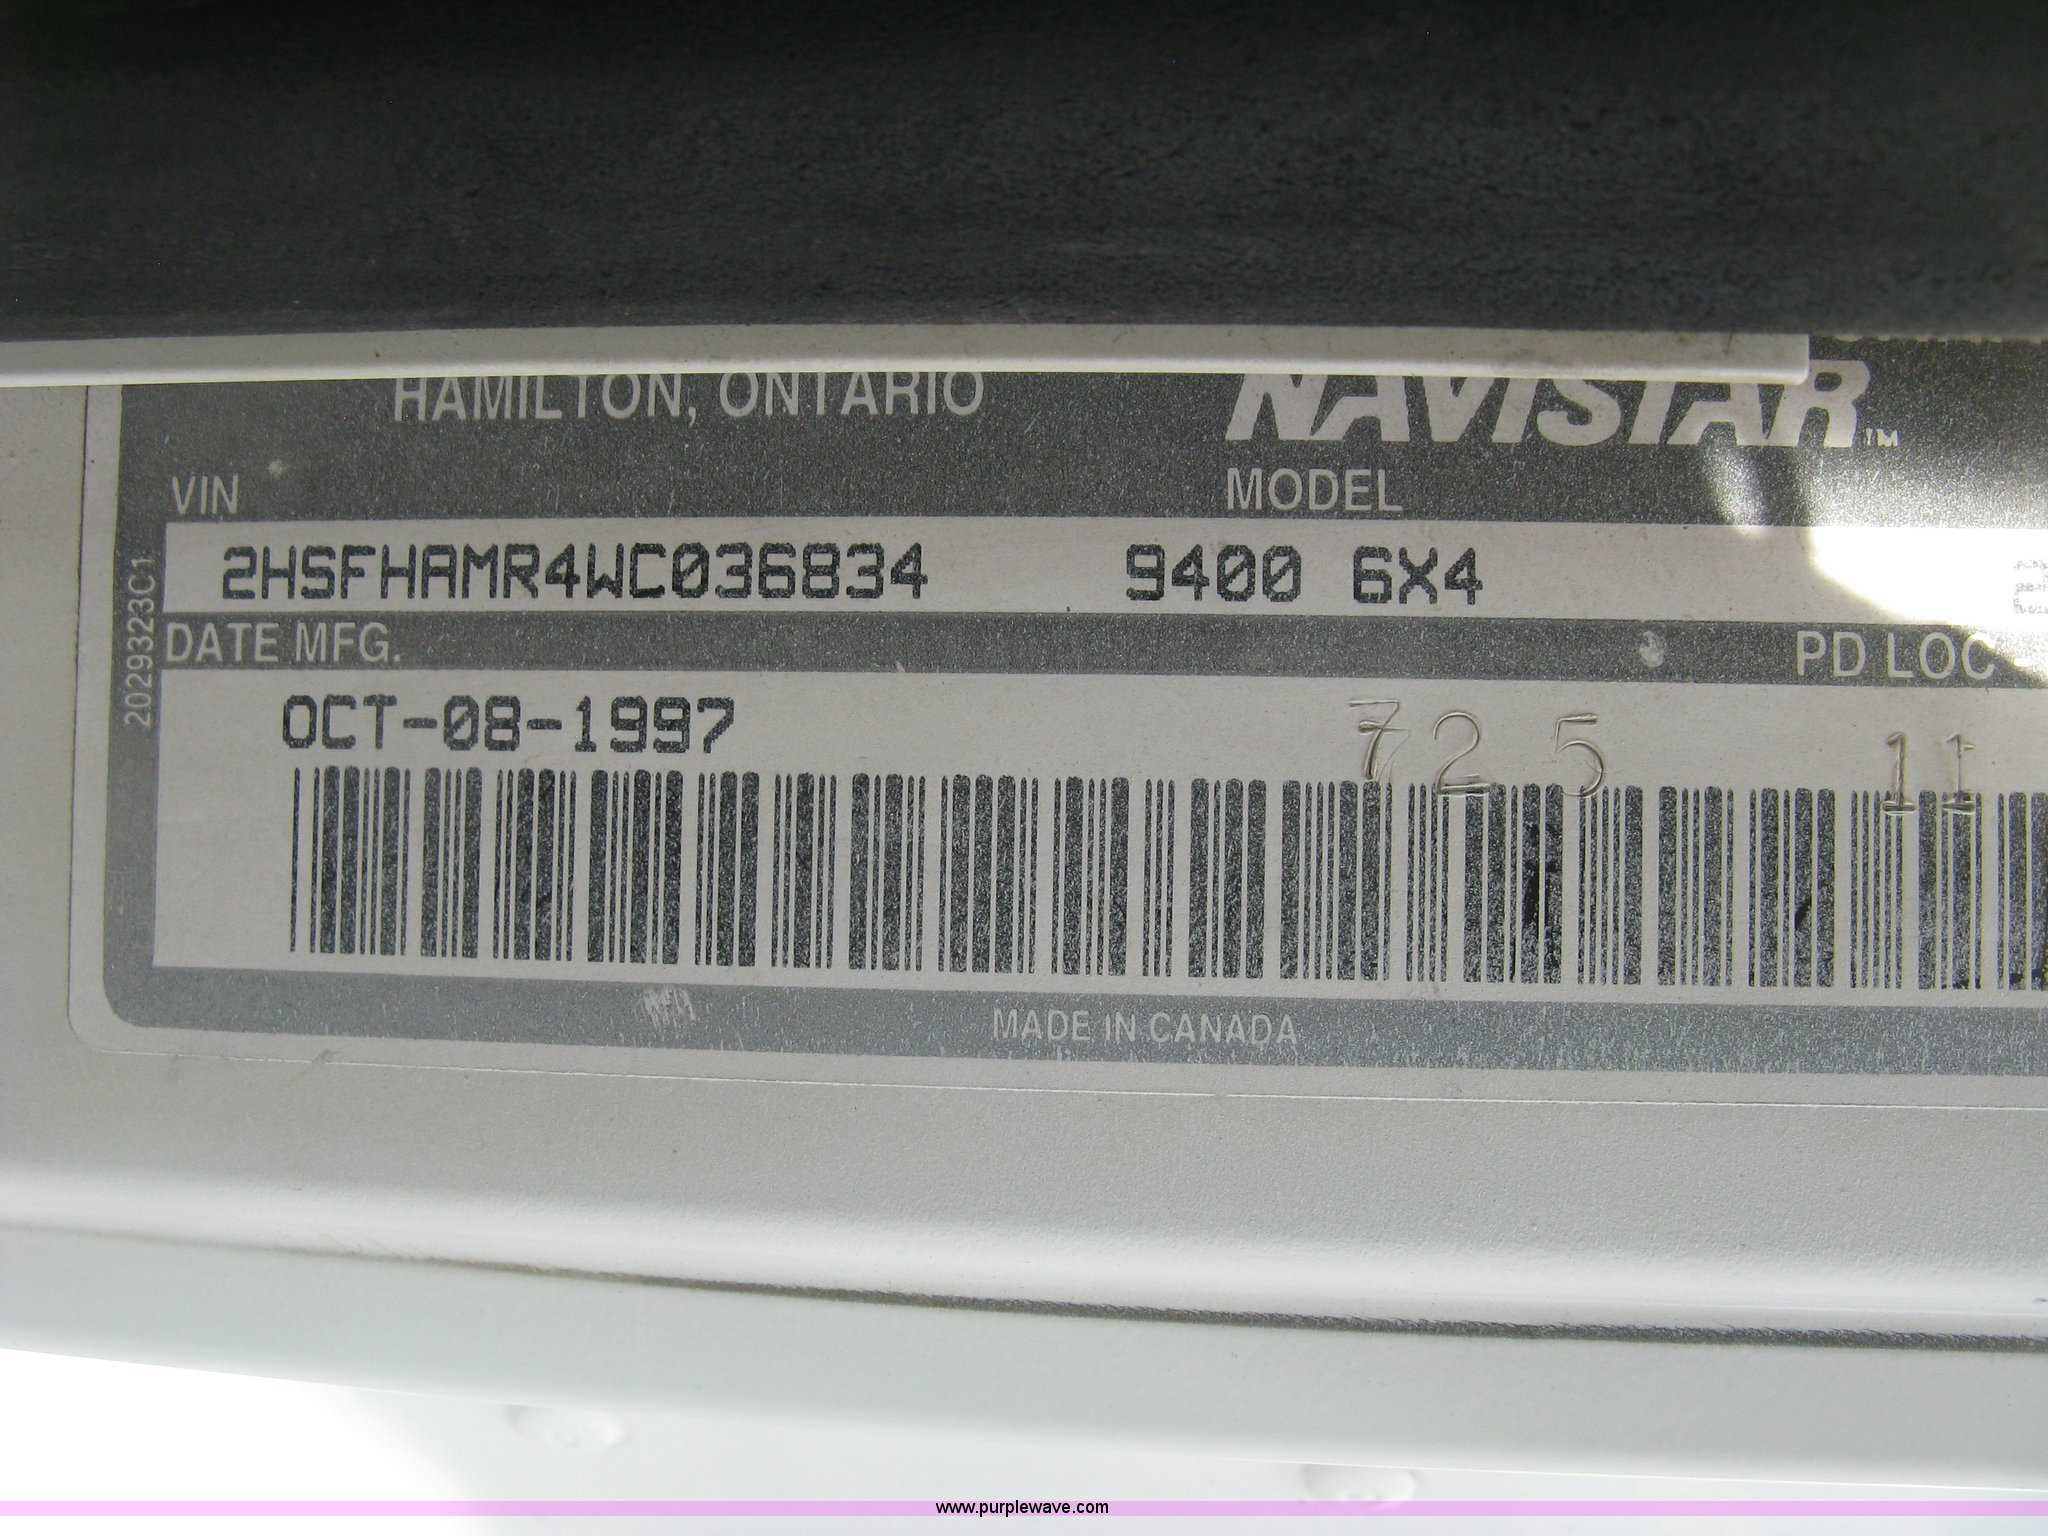 HAMILTON, ONTARIO
NAVISTAR™
VIN
MODEL
2HSFHAMR4WC036834
9400 6X4
2029323C1
DATE MFG.
PD LOC
OCT-08-1997
725
11
MADE IN CANADA
www.purplewave.com